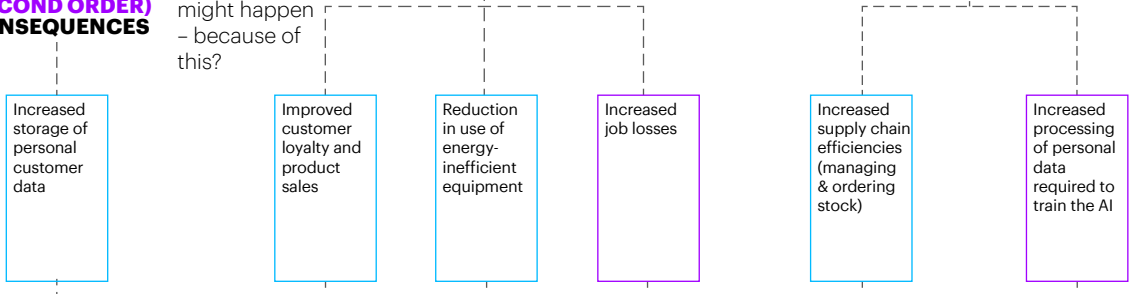 COND ORDER)
NSEQUENCES
might happen
– because of
this?
Increased
storage of
personal
customer
data
Improved
customer
loyalty and
product
sales
Reduction
in use of
energy-
inefficient
equipment
Increased
job losses
Increased
supply chain
efficiencies
(managing
& ordering
stock)
Increased
processing
of personal
data
required to
train the AI